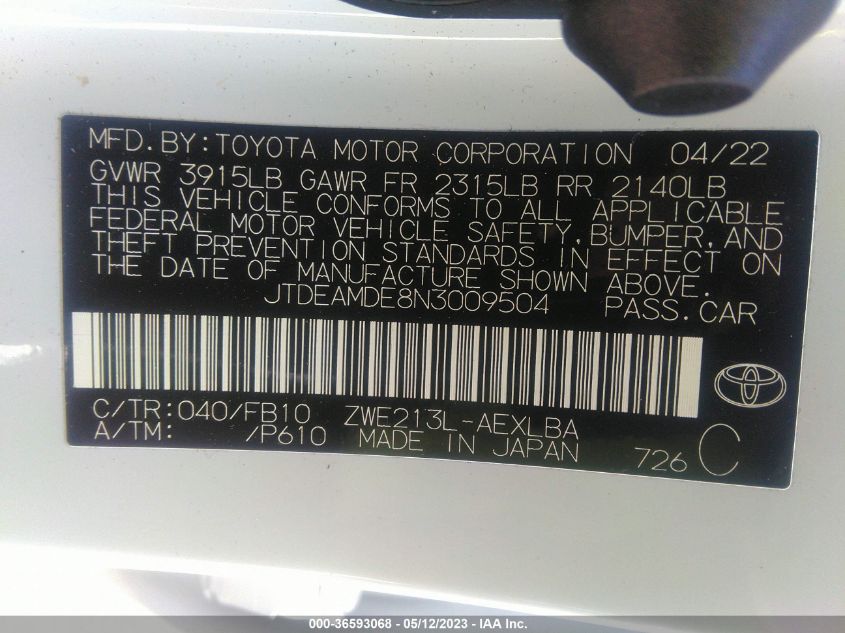 MFD.BY:TOYOTA MOTOR CORPORATION 04/22
GVWR 3915LB GAWR FR 2315LB RR 2140LB
THIS VEHICLE CONFORMS TO ALL APPLICABLE
FEDERAL MOTOR VEHICLE SAFETY,BUMPER,AND
THEFT PREVENTION STANDARDS IN EFFECT ON
THE DATE OF MANUFACTURE SHOWN ABOVE.
JTDEAMDE8N3009504 PASS.CAR
C/TR:040/FB10 ZWE213L-AEXLBA
A/TM: /P610 MADE IN JAPAN 726 C
000-36593068 - 05/12/2023 - IAA Inc.